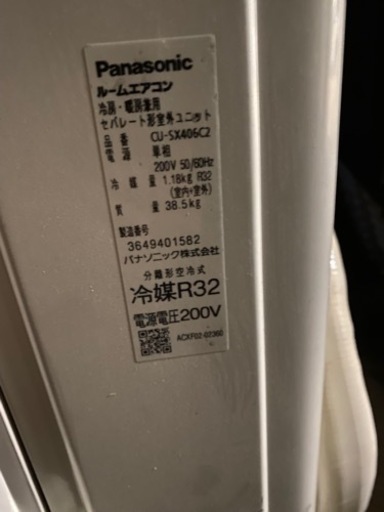 Panasonic
ルームエアコン
冷房・暖房兼用
セパレート形室外ユニット
品番 CU-SX406C2
電源 単相
200V 50/60Hz
冷媒量 1.18kg R32
(室内+室外)
質量 38.5kg
製造番号
3649401582
パナソニック株式会社
分離形空冷式
冷媒R32
電源電圧200V
ACXF02-02360